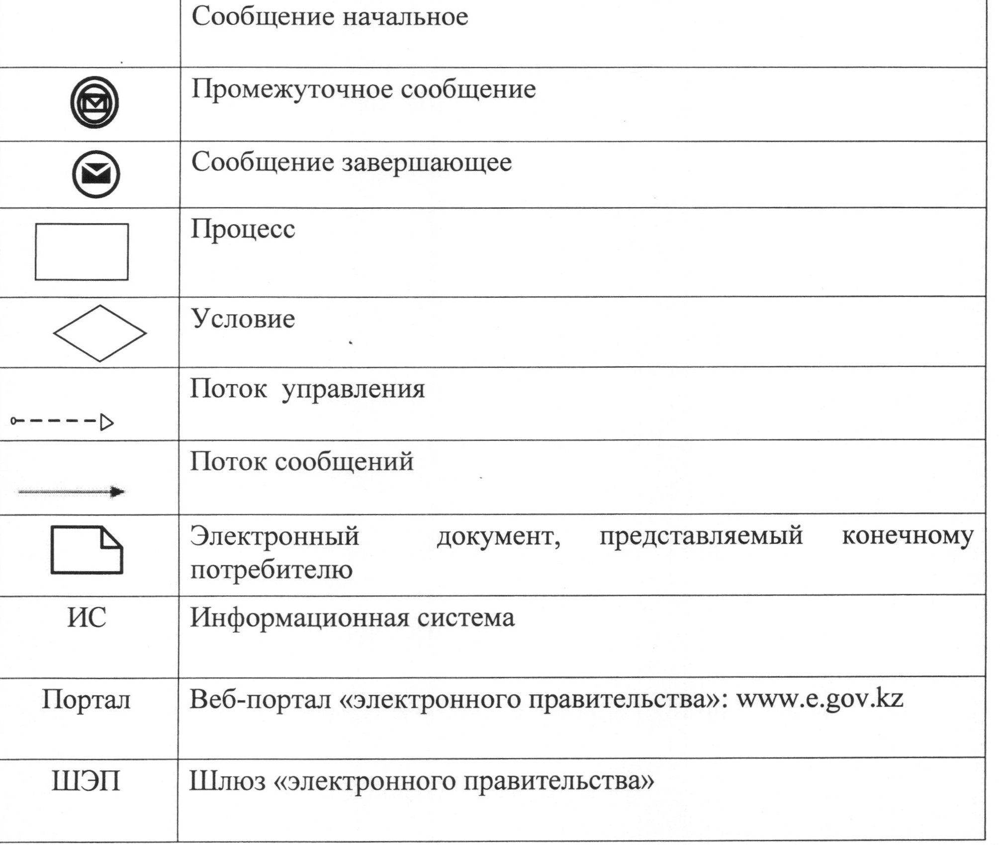 Сообщение начальное
Промежуточное сообщение
Сообщение завершающее
Процесс
Условие
Поток управления
Поток сообщений
Электронный документ, представляемый конечному
потребителю
ИС Информационная система
Портал Веб-портал «электронного правительства»: www.e.gov.kz
ШЭП Шлюз «электронного правительства»